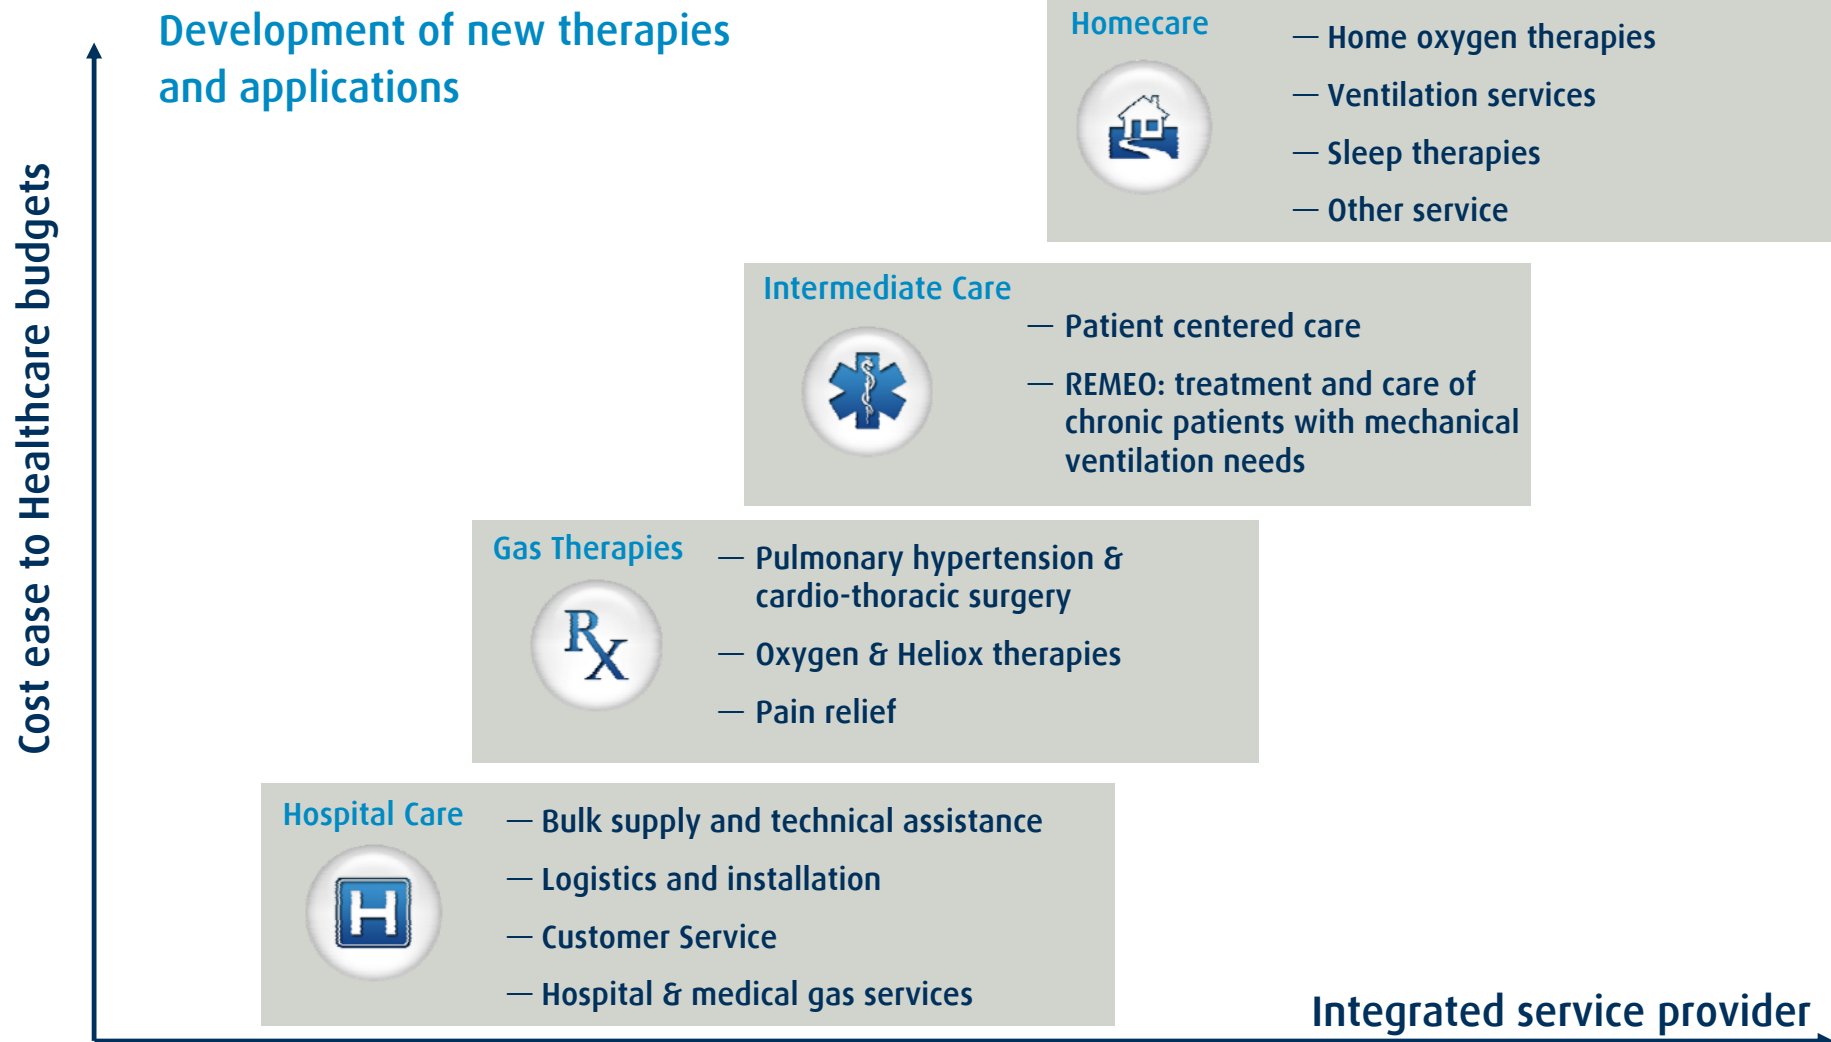 Development of new therapies
and applications
Cost ease to Healthcare budgets
Homecare
— Home oxygen therapies
— Ventilation services
— Sleep therapies
— Other service
Intermediate Care
— Patient centered care
— REMEO: treatment and care of
chronic patients with mechanical
ventilation needs
Gas Therapies
— Pulmonary hypertension &
cardio-thoracic surgery
— Oxygen & Heliox therapies
— Pain relief
Rx
Hospital Care
— Bulk supply and technical assistance
— Logistics and installation
— Customer Service
— Hospital & medical gas services
H
Integrated service provider